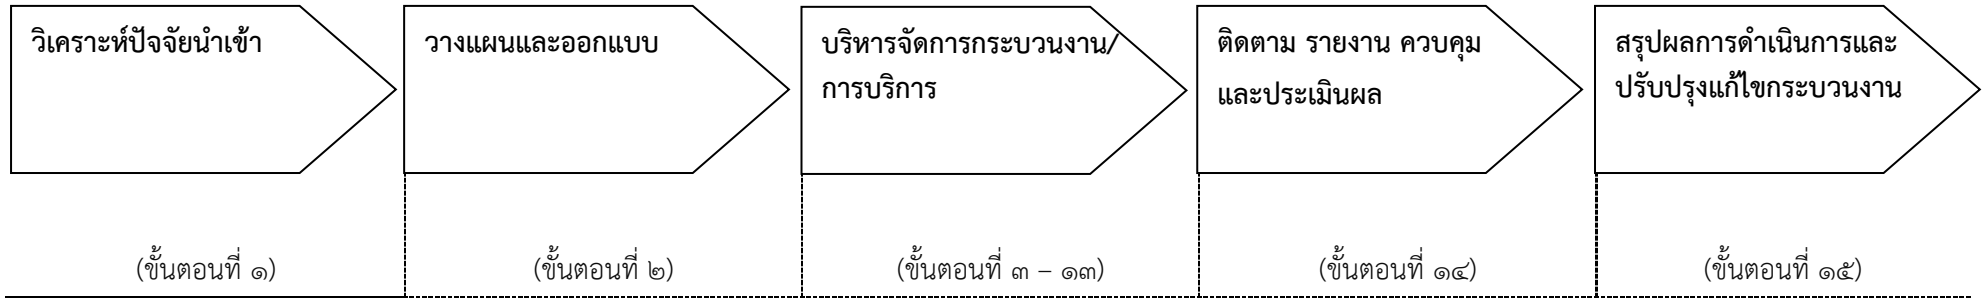 วิเคราะห์ปัจจัยนำเข้า
วางแผนและออกแบบ
บริหารจัดการกระบวนงาน/
การบริการ
ติดตาม รายงาน ควบคุม
และประเมินผล
สรุปผลการดำเนินการและ
ปรับปรุงแก้ไขกระบวนงาน
(ขั้นตอนที่ ๑)
(ขั้นตอนที่ ๒)
(ขั้นตอนที่ ๓ – ๑๓)
(ขั้นตอนที่ ๑๔)
(ขั้นตอนที่ ๑๕)